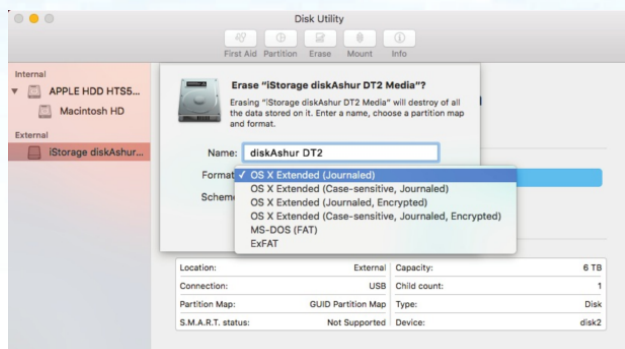 Disk Utility
First Aid Partition Erase Mount Info
Internal
APPLE HDD HTS5...
Macintosh HD
External
iStorage diskAshur...
Erase "iStorage diskAshur DT2 Media"?
Erasing "iStorage diskAshur DT2 Media" will destroy of all
the data stored on it. Enter a name, choose a partition map
and format.
Name: diskAshur DT2
Format ✓ OS X Extended (Journaled)
OS X Extended (Case-sensitive, Journaled)
Schem
OS X Extended (Journaled, Encrypted)
OS X Extended (Case-sensitive, Journaled, Encrypted)
MS-DOS (FAT)
ExFAT
Location: External Capacity: 6 TB
Connection: USB Child count: 1
Partition Map: GUID Partition Map Type: Disk
S.M.A.R.T. status: Not Supported Device: disk2